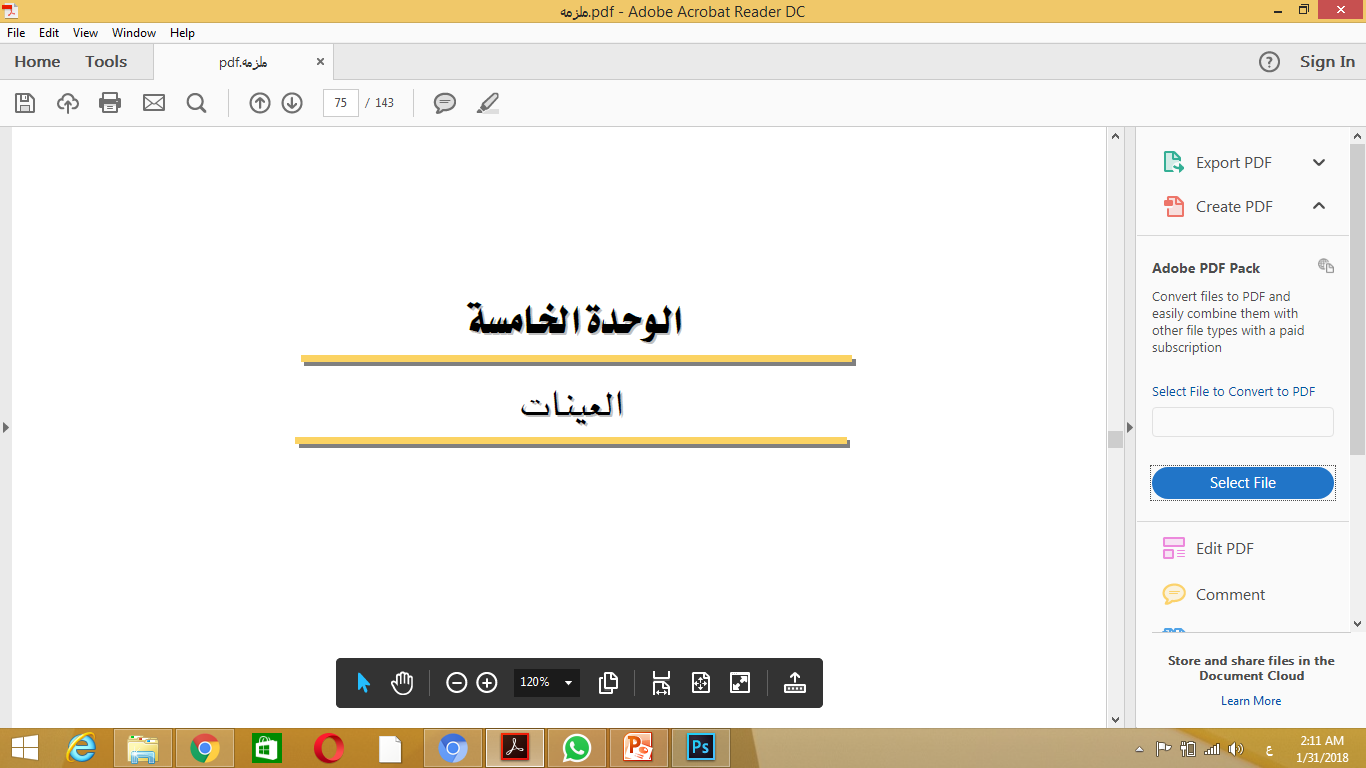 ملزمه.pdf - Adobe Acrobat Reader DC
File Edit View Window Help
Home Tools ملزمه.pdf × Sign In
75 / 143
الوحدة الخامسة
العينات
120%
Export PDF
Create PDF
Adobe PDF Pack
Convert files to PDF and
easily combine them with
other file types with a paid
subscription
Select File to Convert to PDF
Select File
Edit PDF
Comment
Store and share files in the
Document Cloud
Learn More
ع
2:11 AM
1/31/2018